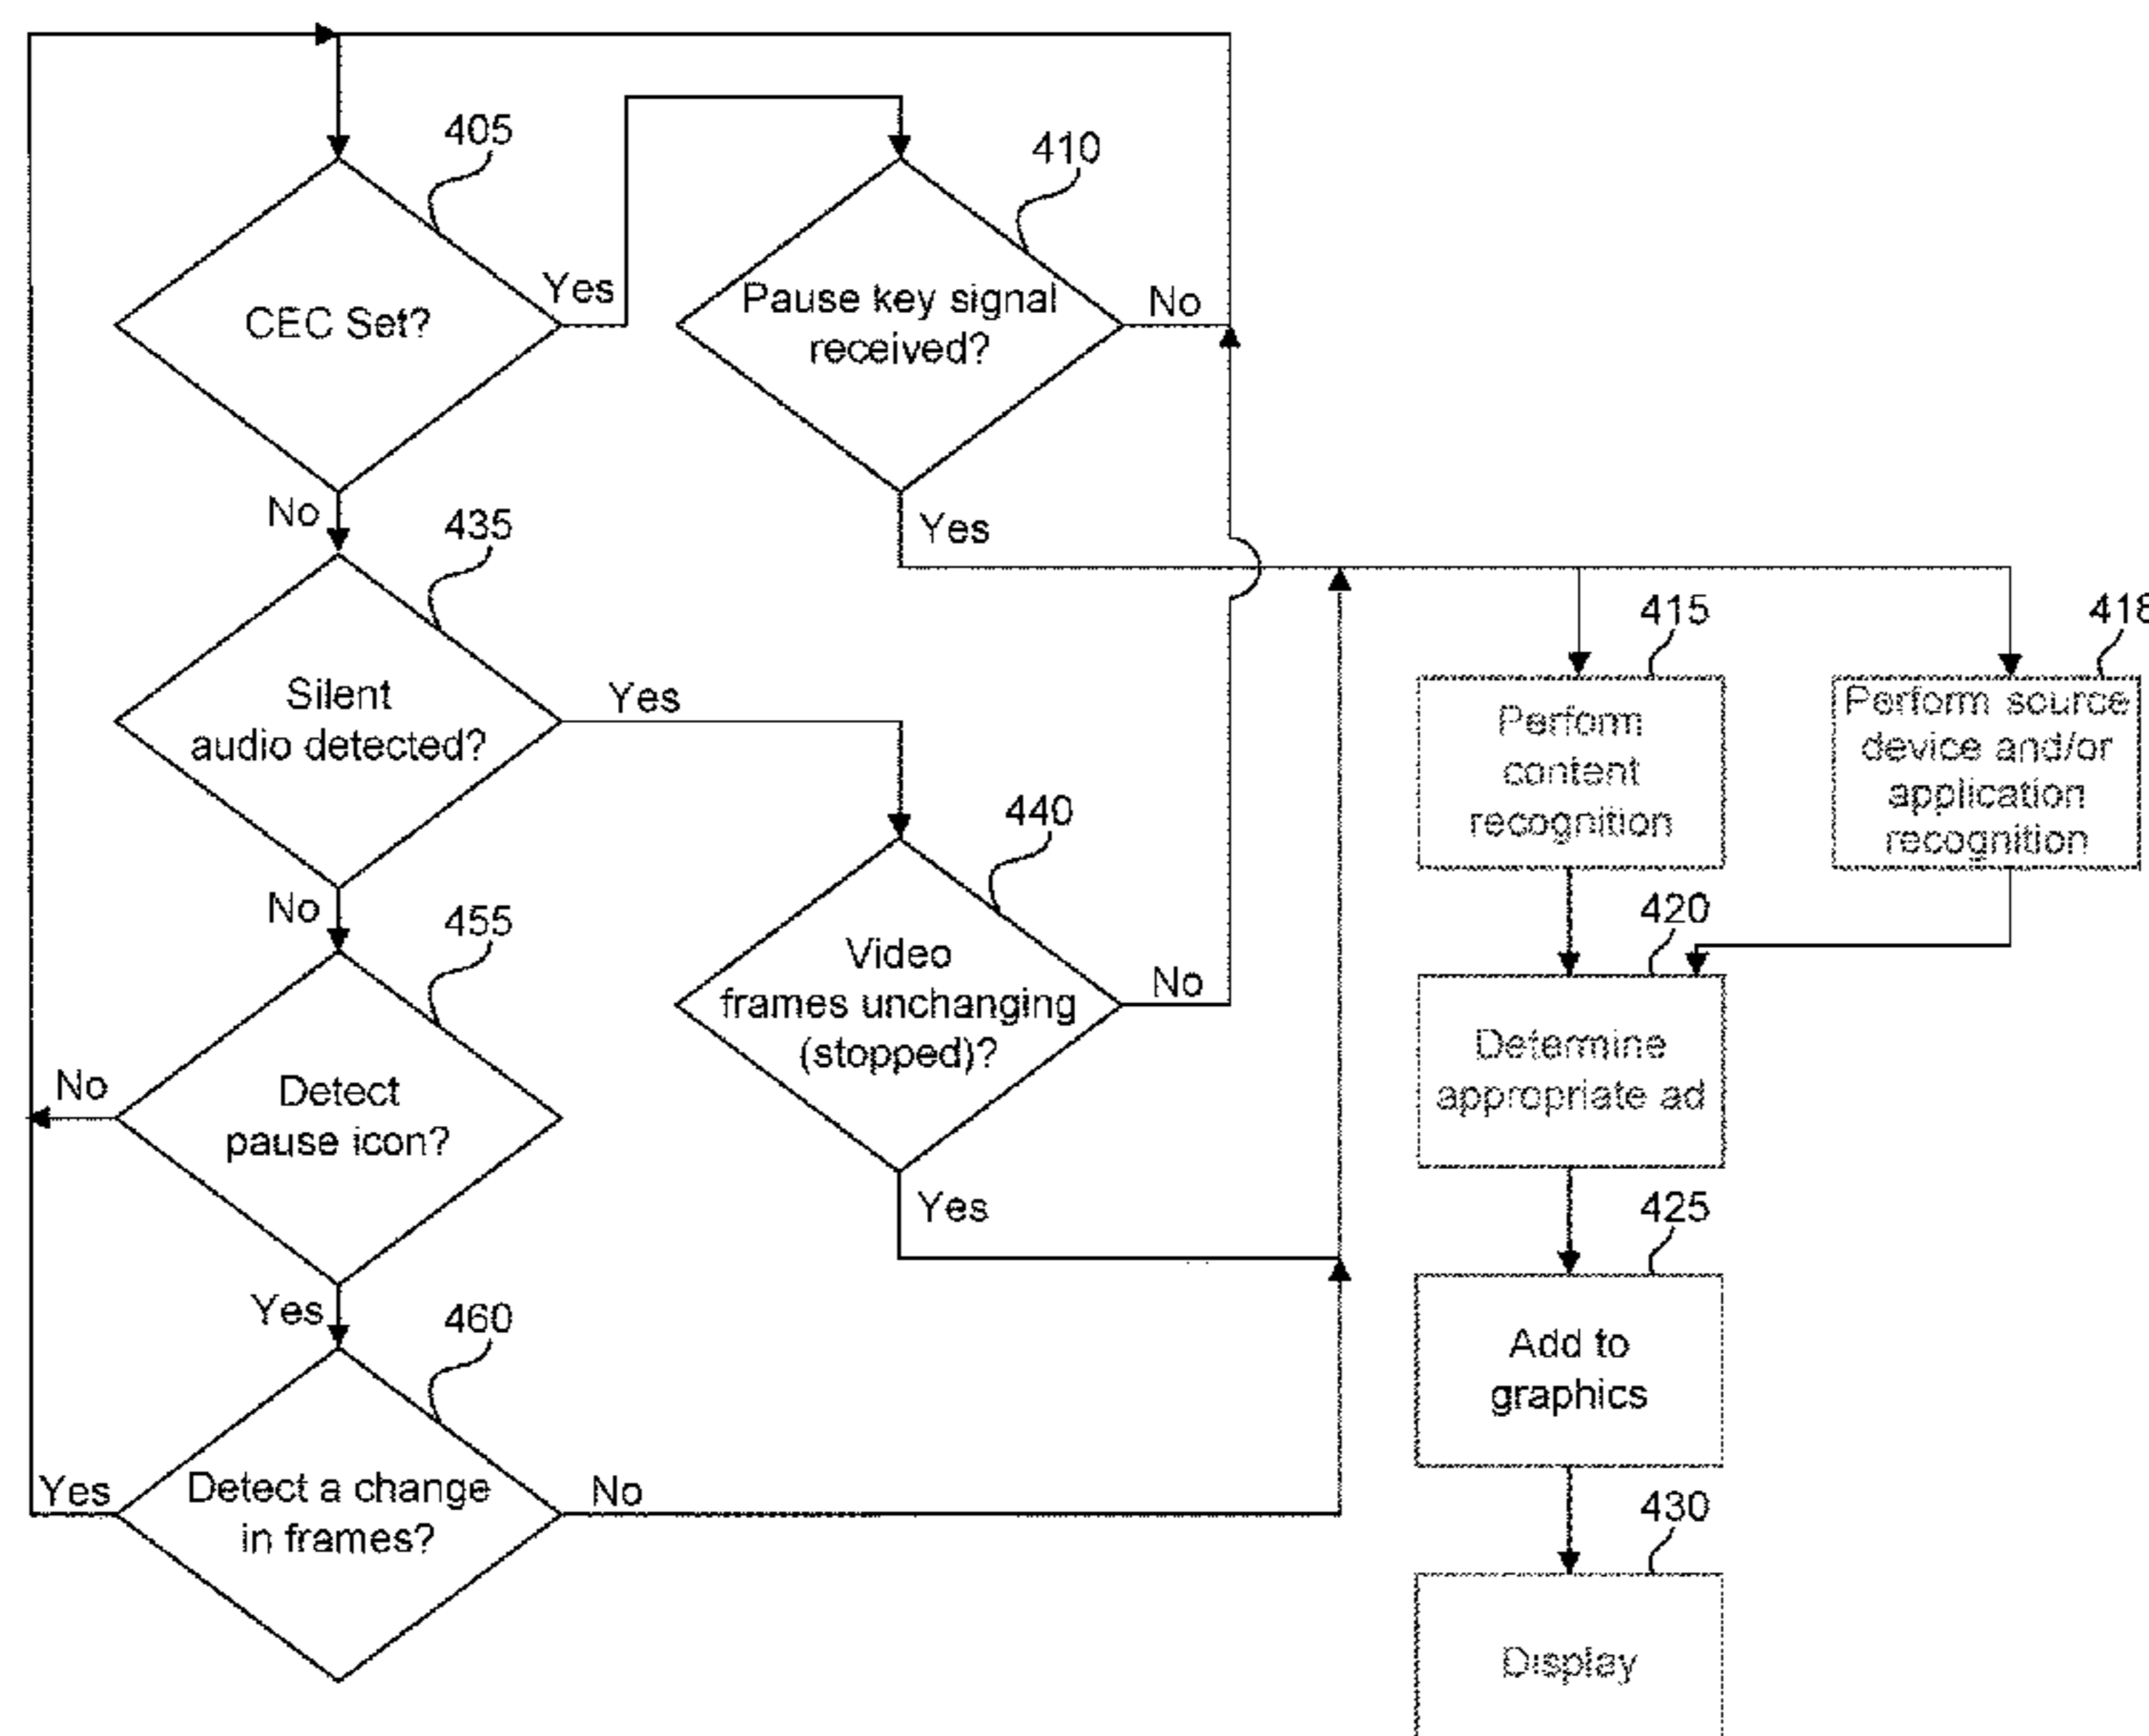 405
CEC Set?
Yes
No
410
Pause key signal
received?
No
Yes
435
Silent
audio detected?
Yes
No
440
Video
frames unchanging
(stopped)?
No
Yes
455
Detect
pause icon?
No
Yes
460
Detect a change
in frames?
Yes
No
415
Perform
content
recognition
418
Perform source
device and/or
application
recognition
420
Determine
appropriate ad
425
Add to
graphics
430
Display